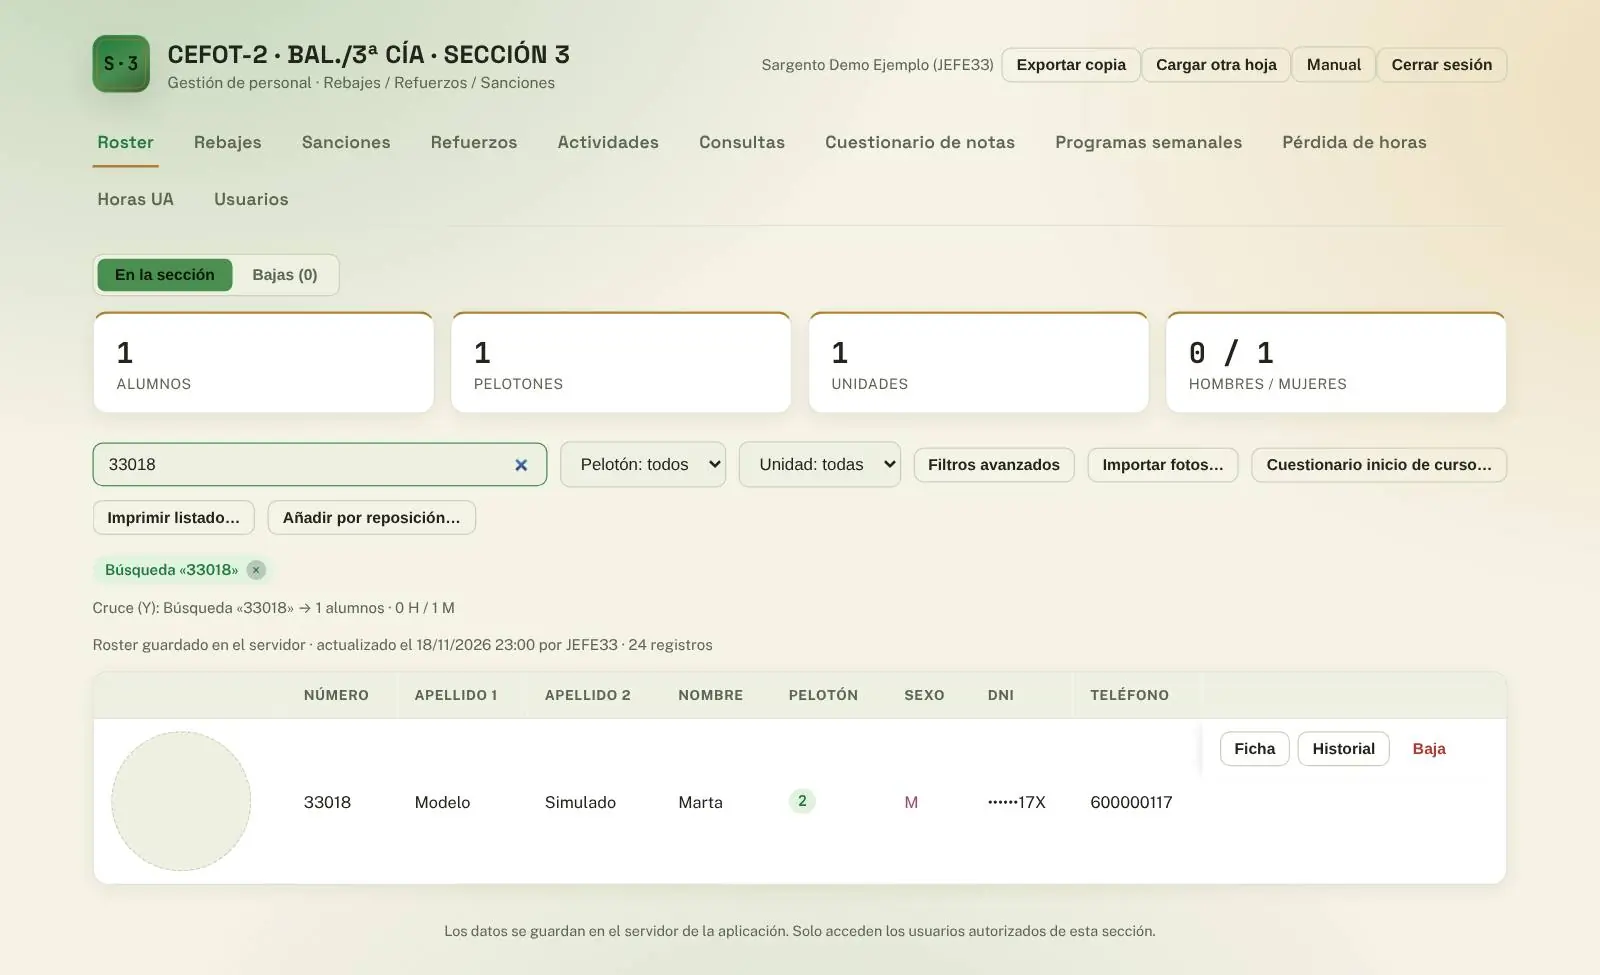 S·3
CEFOT-2 · BAL./3ª CÍA · SECCIÓN 3
Gestión de personal · Rebajes / Refuerzos / Sanciones
Sargento Demo Ejemplo (JEFE33)
Exportar copia
Cargar otra hoja
Manual
Cerrar sesión
Roster Rebajes Sanciones Refuerzos Actividades Consultas Cuestionario de notas Programas semanales Pérdida de horas
Horas UA Usuarios
En la sección Bajas (0)
1
ALUMNOS
1
PELOTONES
1
UNIDADES
0 / 1
HOMBRES / MUJERES
33018 × Pelotón: todos Unidad: todas Filtros avanzados Importar fotos... Cuestionario inicio de curso...
Imprimir listado... Añadir por reposición...
Búsqueda «33018» ×
Cruce (Y): Búsqueda «33018» → 1 alumnos · 0 H / 1 M
Roster guardado en el servidor · actualizado el 18/11/2026 23:00 por JEFE33 · 24 registros
NÚMERO APELLIDO 1 APELLIDO 2 NOMBRE PELOTÓN SEXO DNI TELÉFONO
Ficha Historial Baja
33018 Modelo Simulado Marta 2 M ••••••17X 600000117
Los datos se guardan en el servidor de la aplicación. Solo acceden los usuarios autorizados de esta sección.